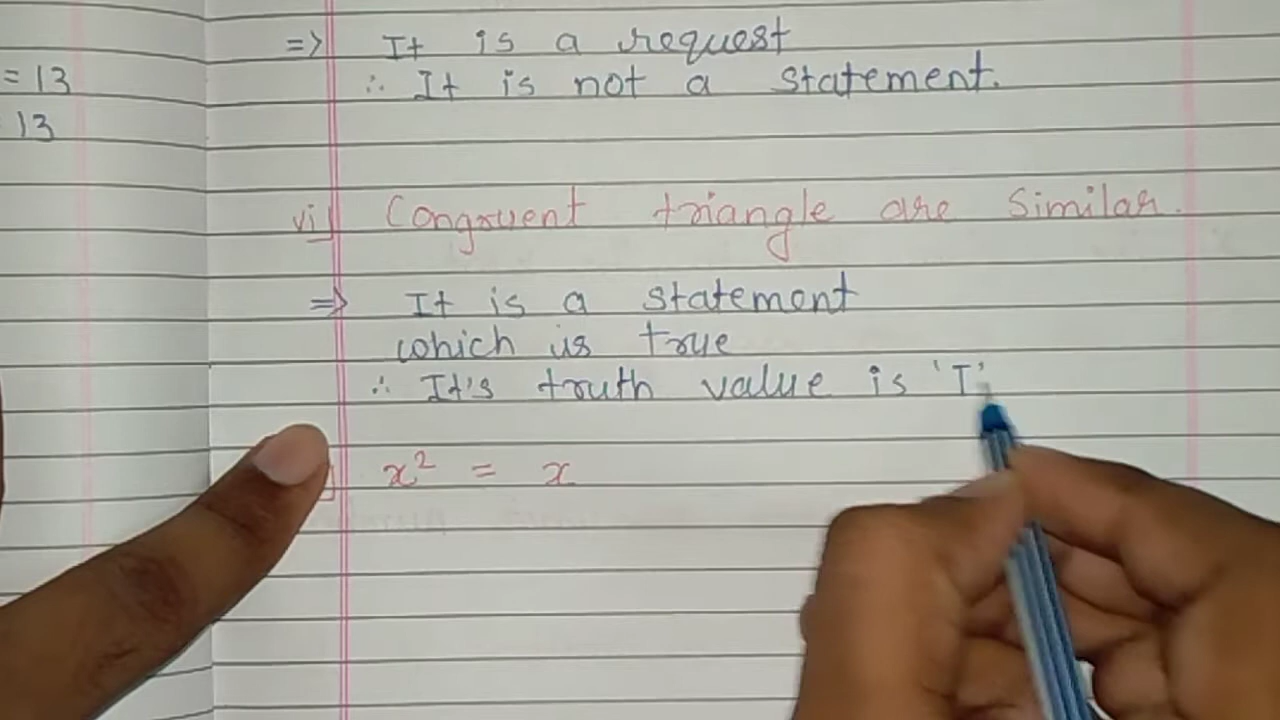 = 13
13
=> It is a request
∴ It is not a statement.
vi] Congruent triangle are similar.
=> It is a statement
which is true
∴ It's truth value is 'T'
] x² = x